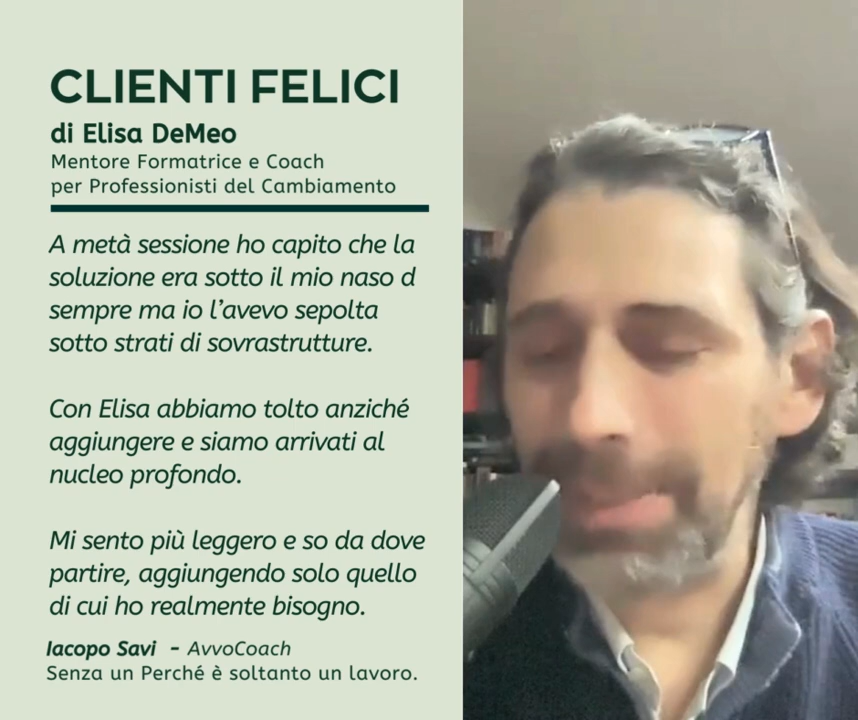 CLIENTI FELICI
di Elisa DeMeo
Mentore Formatrice e Coach
per Professionisti del Cambiamento
A metà sessione ho capito che la
soluzione era sotto il mio naso d
sempre ma io l’avevo sepolta
sotto strati di sovrastrutture.
Con Elisa abbiamo tolto anziché
aggiungere e siamo arrivati al
nucleo profondo.
Mi sento più leggero e so da dove
partire, aggiungendo solo quello
di cui ho realmente bisogno.
Iacopo Savi - AvvoCoach
Senza un Perché è soltanto un lavoro.